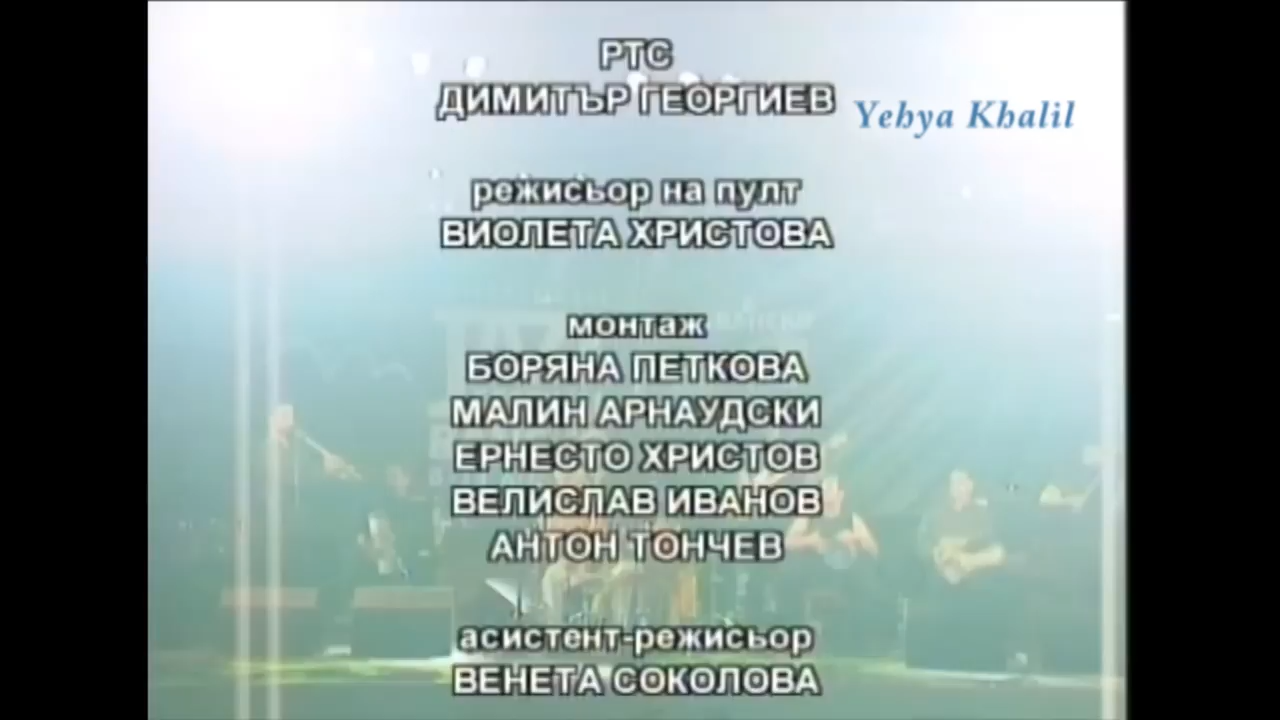 РТС
ДИМИТЪР ГЕОРГИЕВ
Yehya Khalil
режисьор на пулт
ВИОЛЕТА ХРИСТОВА
монтаж
БОРЯНА ПЕТКОВА
МАЛИН АРНАУДСКИ
ЕРНЕСТО ХРИСТОВ
ВЕЛИСЛАВ ИВАНОВ
АНТОН ТОНЧЕВ
асистент-режисьор
ВЕНЕТА СОКОЛОВА